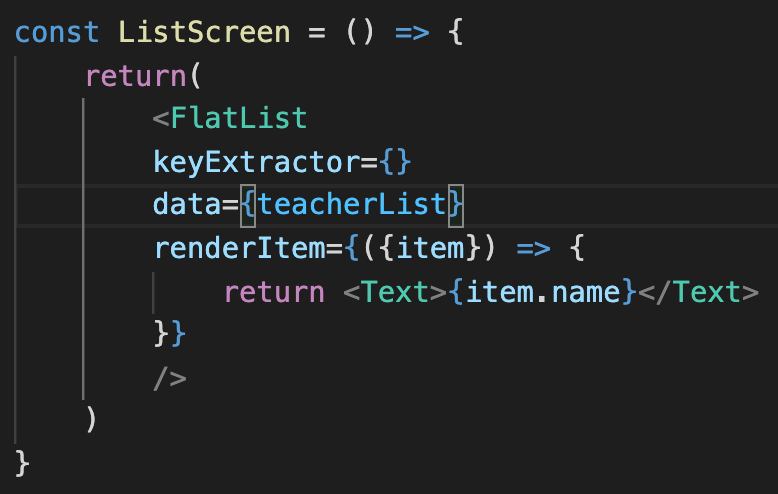 const ListScreen = () => {
return(
<FlatList
keyExtractor={}
data={teacherList}
renderItem={({item}) => {
return <Text>{item.name}</Text>
}}
/>
)
}